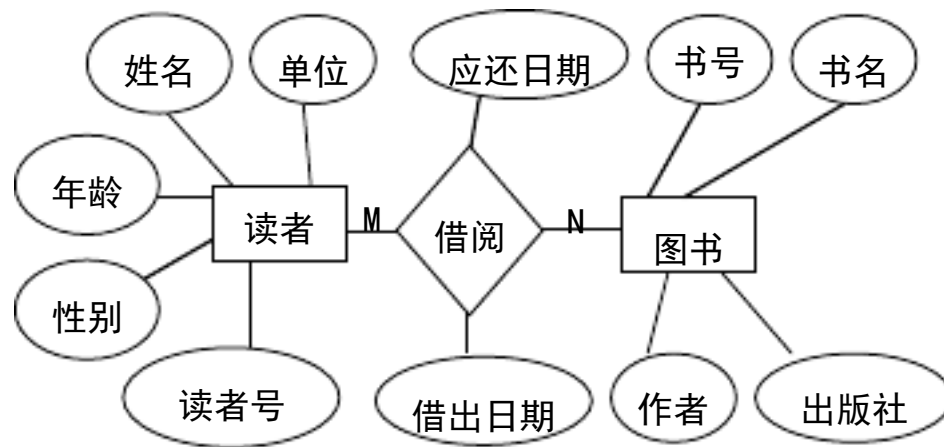 姓名
单位
应还日期
书号
书名
年龄
读者
M
借阅
N
图书
性别
读者号
借出日期
作者
出版社